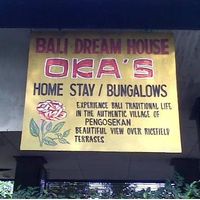 BALI DREAM HOUSE
OKA'S
HOME STAY / BUNGALOWS
EXPERIENCE BALI TRADITIONAL LIFE
IN THE AUTHENTIC VILLAGE OF
PENGOSEKAN
BEAUTIFUL VIEW OVER RICEFIELD
TERRACES